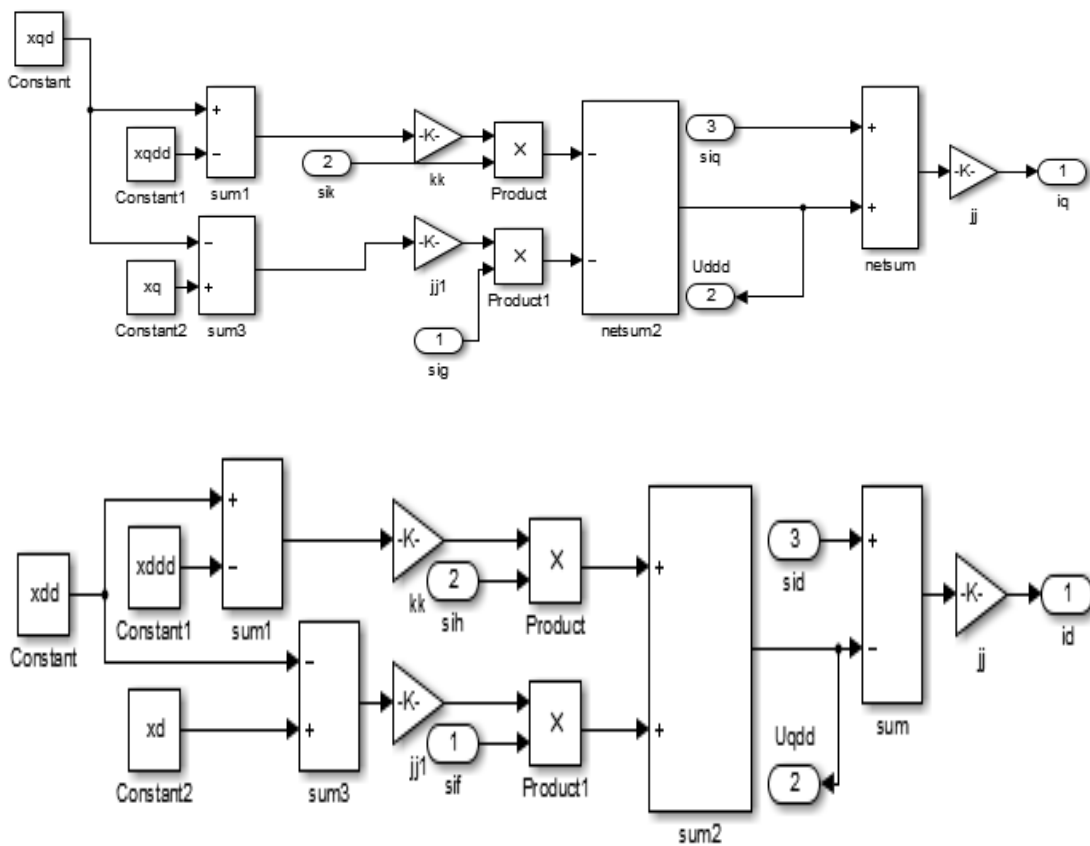 xqd
Constant
+
-
sum1
xqdd
Constant1
-K-
kk
2
sik
X
Product
-
+
sum3
xq
Constant2
-K-
jj1
X
Product1
1
sig
-
-
netsum2
3
siq
Uddd
2
+
+
netsum
-K-
jj
1
iq
xdd
Constant
+
-
sum1
xddd
Constant1
-K-
kk
2
sih
X
Product
-
+
sum3
xd
Constant2
-K-
jj1
1
sif
X
Product1
+
+
sum2
3
sid
Uqdd
2
+
-
sum
-K-
jj
1
id